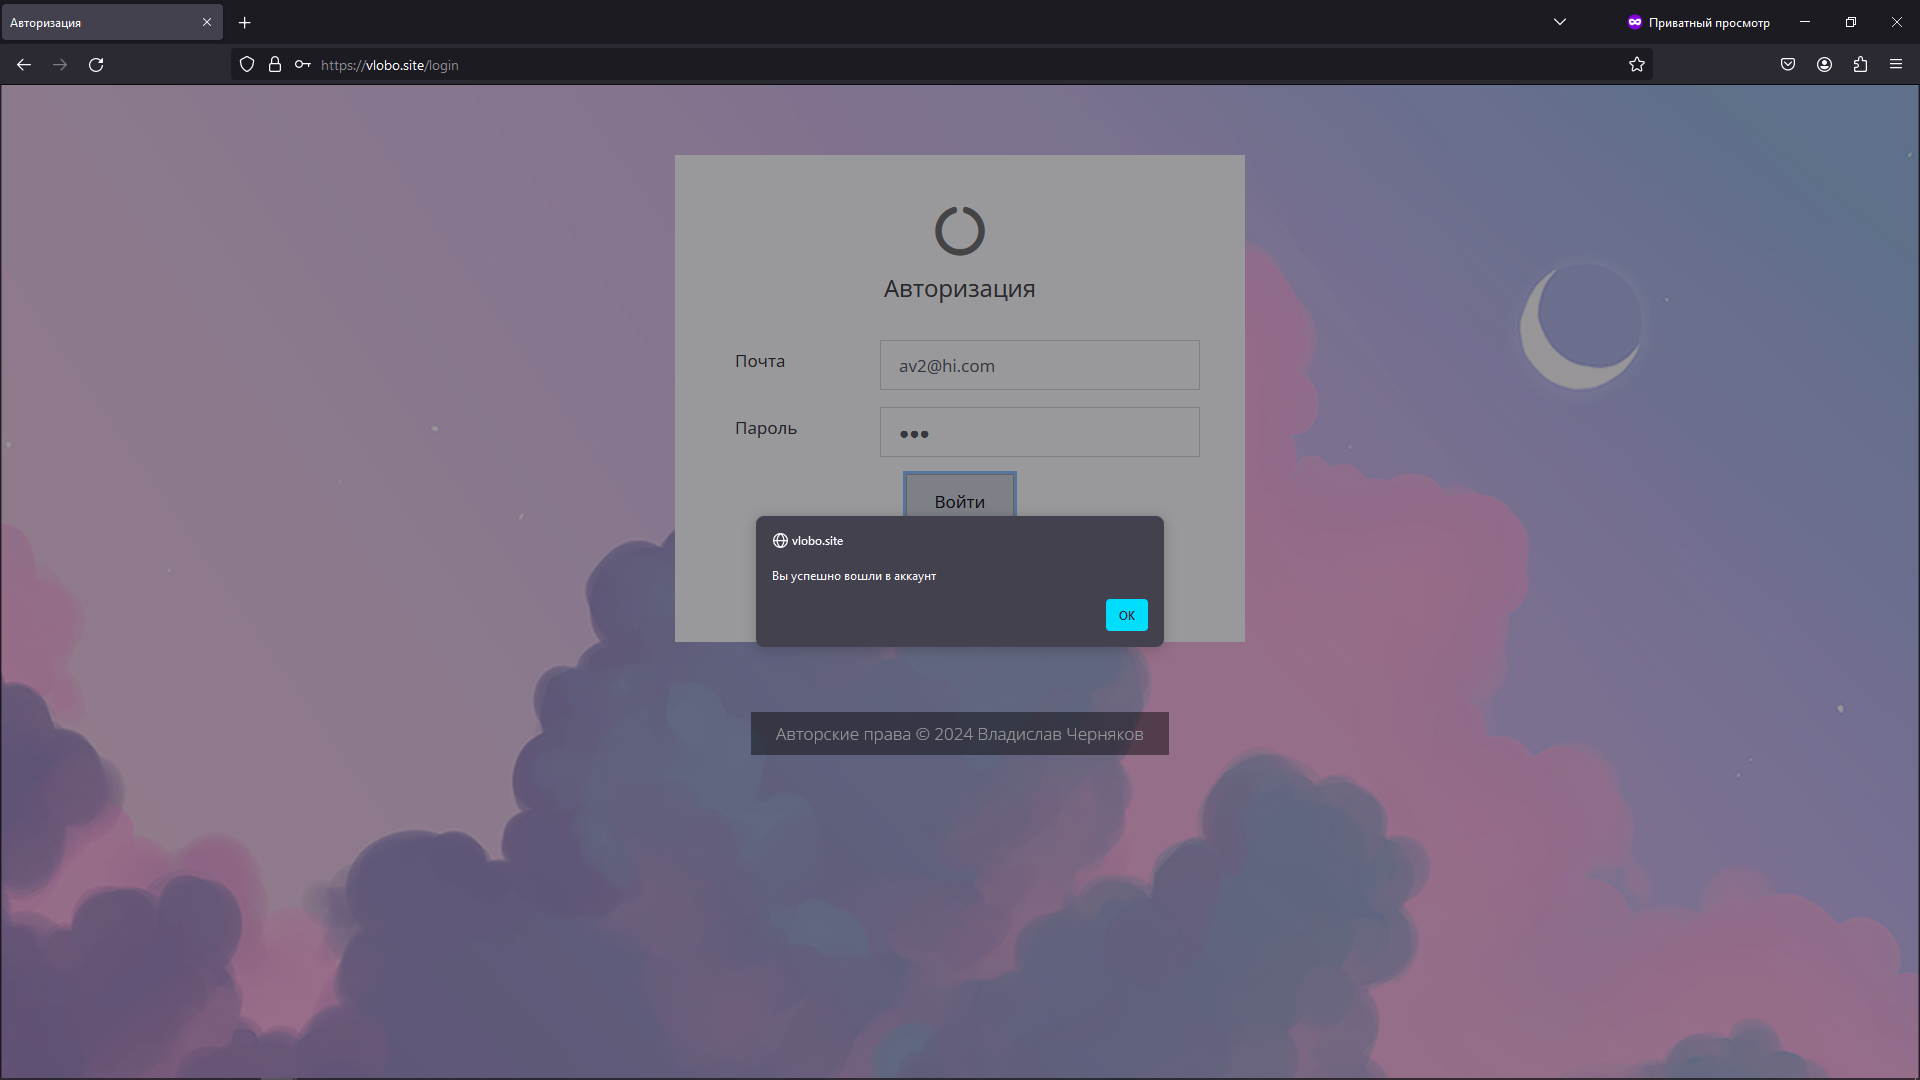 Авторизация
Приватный просмотр
https://vlobo.site/login
Авторизация
Почта
av2@hi.com
Пароль
•••
Войти
vlobo.site
Вы успешно вошли в аккаунт
OK
Авторские права © 2024 Владислав Черняков